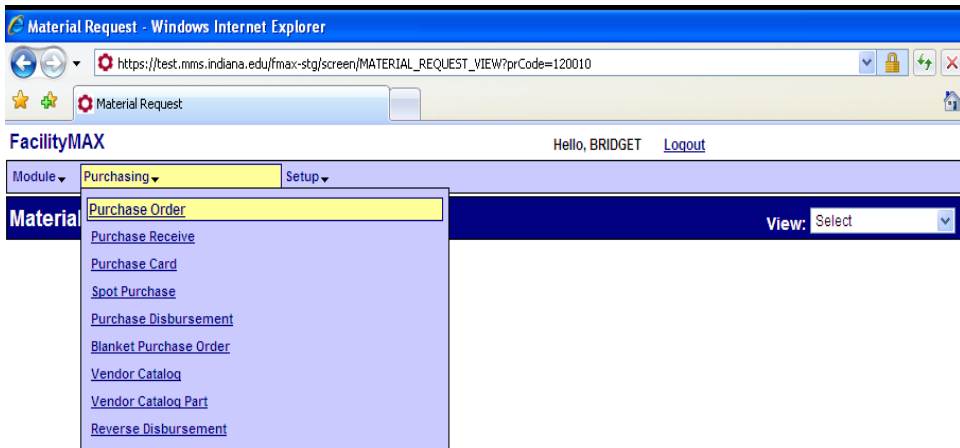 Material Request - Windows Internet Explorer
https://test.mms.indiana.edu/fmax-stg/screen/MATERIAL_REQUEST_VIEW?prCode=120010
Material Request
FacilityMAX Hello, BRIDGET Logout
Module Purchasing Setup
Material View: Select
Purchase Order
Purchase Receive
Purchase Card
Spot Purchase
Purchase Disbursement
Blanket Purchase Order
Vendor Catalog
Vendor Catalog Part
Reverse Disbursement